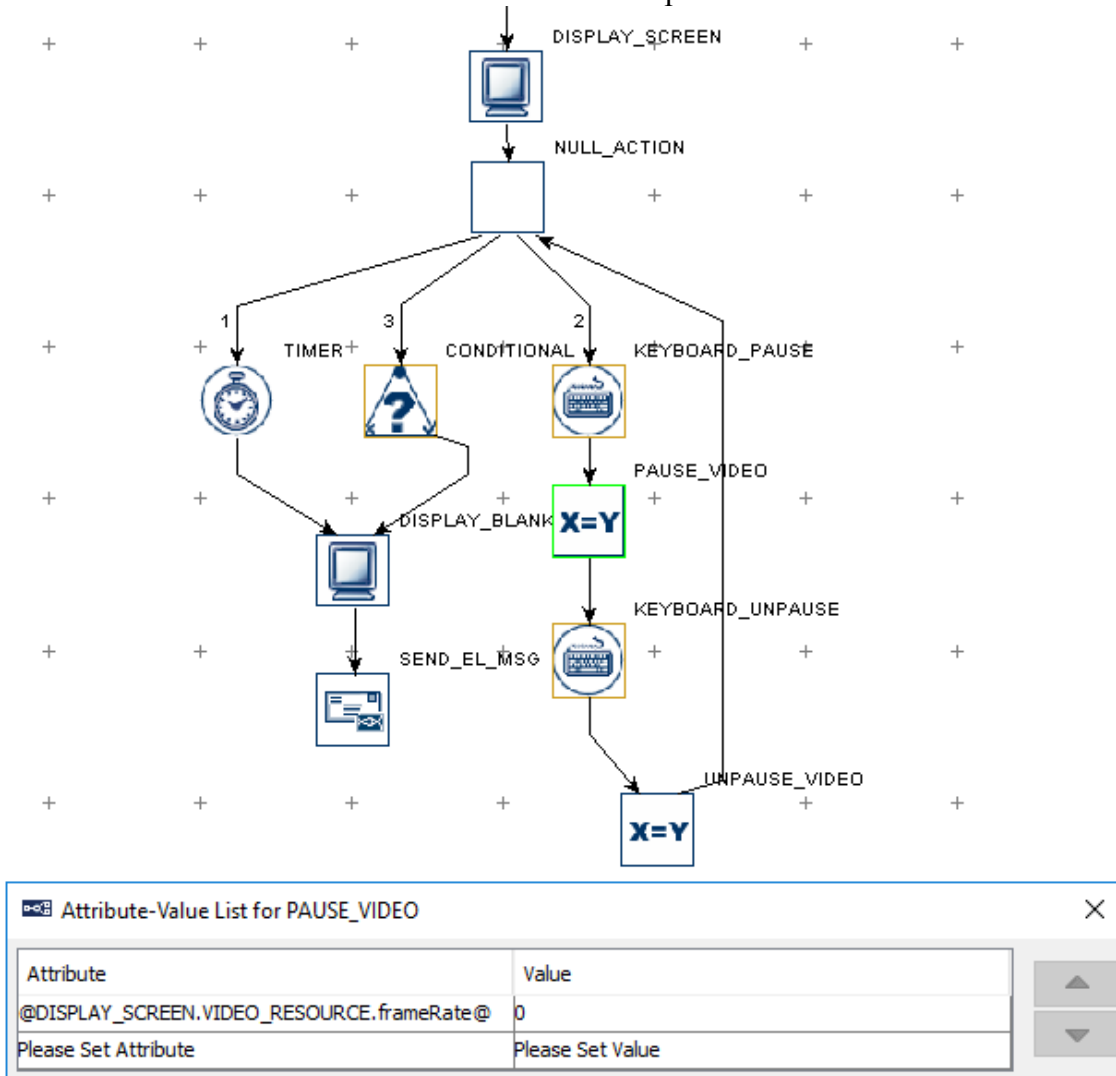 DISPLAY_SCREEN
NULL_ACTION
1
3
2
TIMER
CONDITIONAL
KEYBOARD_PAUSE
?
PAUSE_VIDEO
DISPLAY_BLANK
X=Y
KEYBOARD_UNPAUSE
SEND_EL_MSG
UNPAUSE_VIDEO
X=Y
Attribute-Value List for PAUSE_VIDEO
Attribute Value
@DISPLAY_SCREEN.VIDEO_RESOURCE.frameRate@ 0
Please Set Attribute Please Set Value